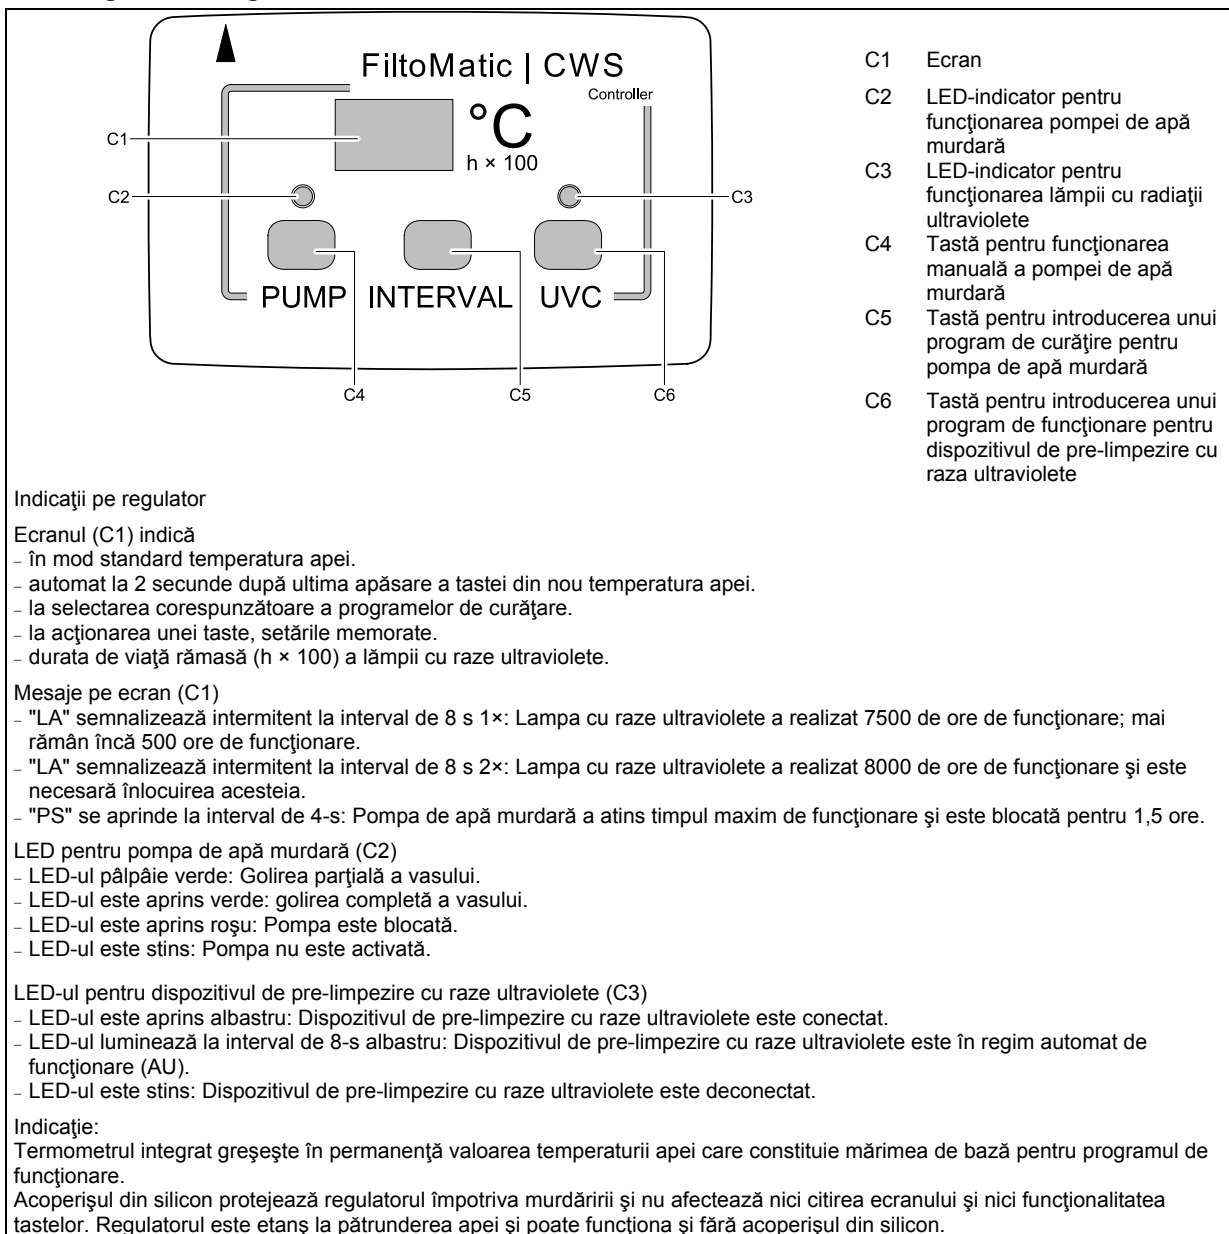 FiltoMatic | CWS
Controller
°C
h × 100
C1
C2
C3
PUMP INTERVAL UVC
C4 C5 C6
C1 Ecran
C2 LED-indicator pentru
funcţionarea pompei de apă
murdară
C3 LED-indicator pentru
funcţionarea lămpii cu radiaţii
ultraviolete
C4 Tastă pentru funcţionarea
manuală a pompei de apă
murdară
C5 Tastă pentru introducerea unui
program de curăţire pentru
pompa de apă murdară
C6 Tastă pentru introducerea unui
program de funcţionare pentru
dispozitivul de pre-limpezire cu
raza ultraviolete
Indicaţii pe regulator
Ecranul (C1) indică
– în mod standard temperatura apei.
– automat la 2 secunde după ultima apăsare a tastei din nou temperatura apei.
– la selectarea corespunzătoare a programelor de curăţare.
– la acţionarea unei taste, setările memorate.
– durata de viaţă rămasă (h × 100) a lămpii cu raze ultraviolete.
Mesaje pe ecran (C1)
– "LA" semnalizează intermitent la interval de 8 s 1×: Lampa cu raze ultraviolete a realizat 7500 de ore de funcţionare; mai
rămân încă 500 ore de funcţionare.
– "LA" semnalizează intermitent la interval de 8 s 2×: Lampa cu raze ultraviolete a realizat 8000 de ore de funcţionare şi este
necesară înlocuirea acesteia.
– "PS" se aprinde la interval de 4-s: Pompa de apă murdară a atins timpul maxim de funcţionare şi este blocată pentru 1,5 ore.
LED pentru pompa de apă murdară (C2)
– LED-ul pâlpâie verde: Golirea parţială a vasului.
– LED-ul este aprins verde: golirea completă a vasului.
– LED-ul este aprins roşu: Pompa este blocată.
– LED-ul este stins: Pompa nu este activată.
LED-ul pentru dispozitivul de pre-limpezire cu raze ultraviolete (C3)
– LED-ul este aprins albastru: Dispozitivul de pre-limpezire cu raze ultraviolete este conectat.
– LED-ul luminează la interval de 8-s albastru: Dispozitivul de pre-limpezire cu raze ultraviolete este în regim automat de
funcţionare (AU).
– LED-ul este stins: Dispozitivul de pre-limpezire cu raze ultraviolete este deconectat.
Indicaţie:
Termometrul integrat greşeşte în permanenţă valoarea temperaturii apei care constituie mărimea de bază pentru programul de
funcţionare.
Acoperişul din silicon protejează regulatorul împotriva murdăririi şi nu afectează nici citirea ecranului şi nici funcţionalitatea
tastelor. Regulatorul este etanş la pătrunderea apei şi poate funcţiona şi fără acoperişul din silicon.